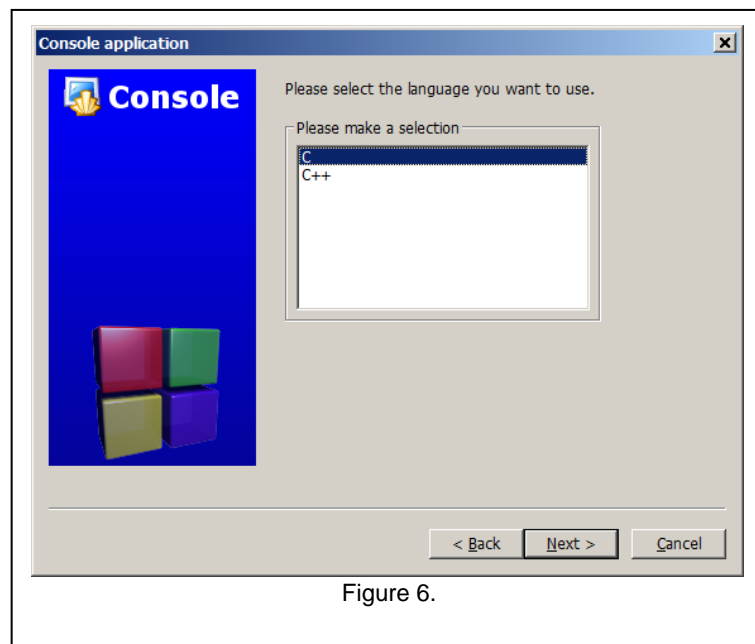 Console application
Console
Please select the language you want to use.
Please make a selection
C
C++
< Back Next > Cancel
Figure 6.